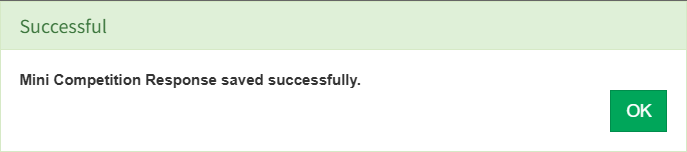 Successful
Mini Competition Response saved successfully.
OK